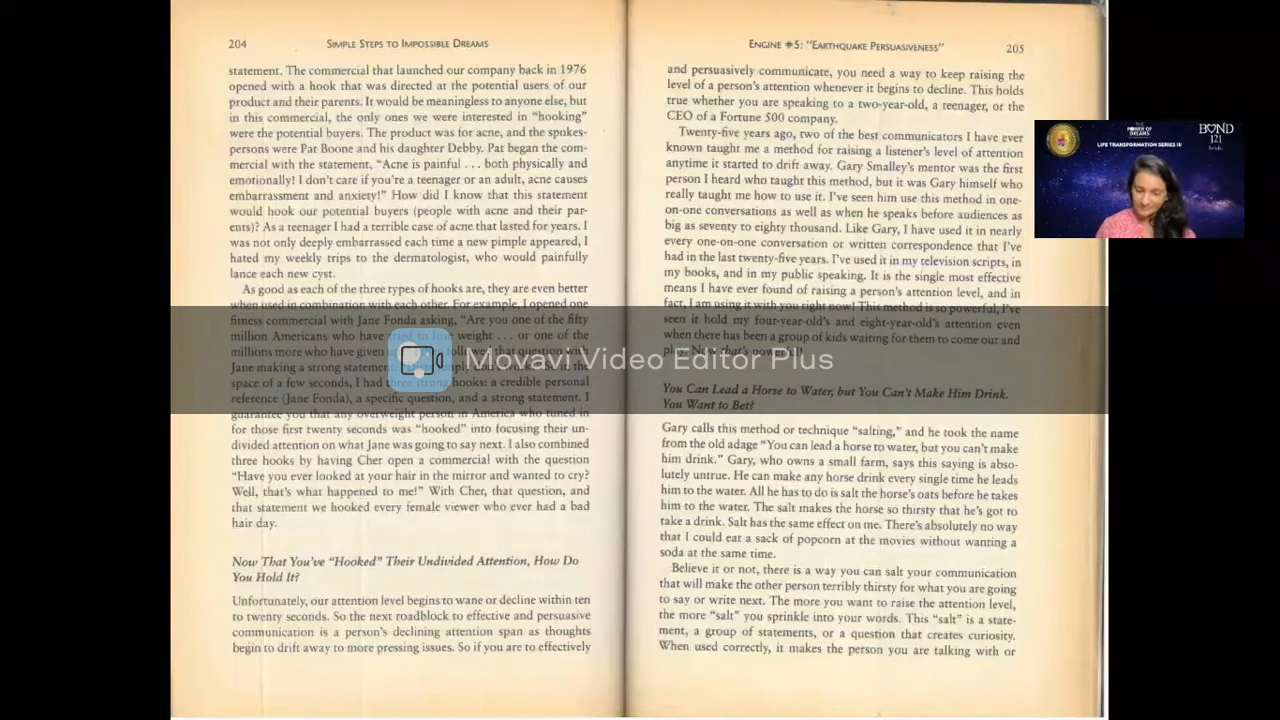 204
SIMPLE STEPS TO IMPOSSIBLE DREAMS
statement. The commercial that launched our company back in 1976
opened with a hook that was directed at the potential users of our
product and their parents. It would be meaningless to anyone else, but
in this commercial, the only ones we were interested in “hooking”
were the potential buyers. The product was for acne, and the spokes-
persons were Pat Boone and his daughter Debby. Pat began the com-
mercial with the statement, “Acne is painful . . . both physically and
emotionally! I don’t care if you’re a teenager or an adult, acne causes
embarrassment and anxiety!” How did I know that this statement
would hook our potential buyers (people with acne and their par-
ents)? As a teenager I had a terrible case of acne that lasted for years. I
was not only deeply embarrassed each time a new pimple appeared, I
hated my weekly trips to the dermatologist, who would painfully
lance each new cyst.
As good as each of the three types of hooks are, they are even better
when used in combination with each other. For example, I opened one
fitness commercial with Jane Fonda asking, “Are you one of the fifty
million Americans who have tried to lose weight . . . or one of the
millions more who have given up? I followed that question with
Jane making a strong statement
space of a few seconds, I had three strong hooks: a credible personal
reference (Jane Fonda), a specific question, and a strong statement. I
guarantee you that any overweight person in America who tuned in
for those first twenty seconds was “hooked” into focusing their un-
divided attention on what Jane was going to say next. I also combined
three hooks by having Cher open a commercial with the question
“Have you ever looked at your hair in the mirror and wanted to cry?
Well, that’s what happened to me!” With Cher, that question, and
that statement we hooked every female viewer who ever had a bad
hair day.
Now That You’ve “Hooked” Their Undivided Attention, How Do
You Hold It?
Unfortunately, our attention level begins to wane or decline within ten
to twenty seconds. So the next roadblock to effective and persuasive
communication is a person’s declining attention span as thoughts
begin to drift away to more pressing issues. So if you are to effectively
ENGINE #5: “EARTHQUAKE PERSUASIVENESS”
205
and persuasively communicate, you need a way to keep raising the
level of a person’s attention whenever it begins to decline. This holds
true whether you are speaking to a two-year-old, a teenager, or the
CEO of a Fortune 500 company.
Twenty-five years ago, two of the best communicators I have ever
known taught me a method for raising a listener’s level of attention
anytime it started to drift away. Gary Smalley’s mentor was the first
person I heard who taught this method, but it was Gary himself who
really taught me how to use it. I’ve seen him use this method in one-
on-one conversations as well as when he speaks before audiences as
big as seventy to eighty thousand. Like Gary, I have used it in nearly
every one-on-one conversation or written correspondence that I’ve
had in the last twenty-five years. I’ve used it in my television scripts, in
my books, and in my public speaking. It is the single most effective
means I have ever found of raising a person’s attention level, and in
fact, I am using it with you right now! This method is so powerful, I’ve
seen it hold my four-year-old’s and eight-year-old’s attention even
when there has been a group of kids waiting for them to come out and
play. Now that’s powerful!
You Can Lead a Horse to Water, but You Can’t Make Him Drink.
You Want to Bet?
Gary calls this method or technique “salting,” and he took the name
from the old adage “You can lead a horse to water, but you can’t make
him drink.” Gary, who owns a small farm, says this saying is abso-
lutely untrue. He can make any horse drink every single time he leads
him to the water. All he has to do is salt the horse’s oats before he takes
him to the water. The salt makes the horse so thirsty that he’s got to
take a drink. Salt has the same effect on me. There’s absolutely no way
that I could eat a sack of popcorn at the movies without wanting a
soda at the same time.
Believe it or not, there is a way you can salt your communication
that will make the other person terribly thirsty for what you are going
to say or write next. The more you want to raise the attention level,
the more “salt” you sprinkle into your words. This “salt” is a state-
ment, a group of statements, or a question that creates curiosity.
When used correctly, it makes the person you are talking with or
Movavi Video Editor Plus
THE
POWER OF
DREAMS
LIFE TRANSFORMATION SERIES III
BOND
121